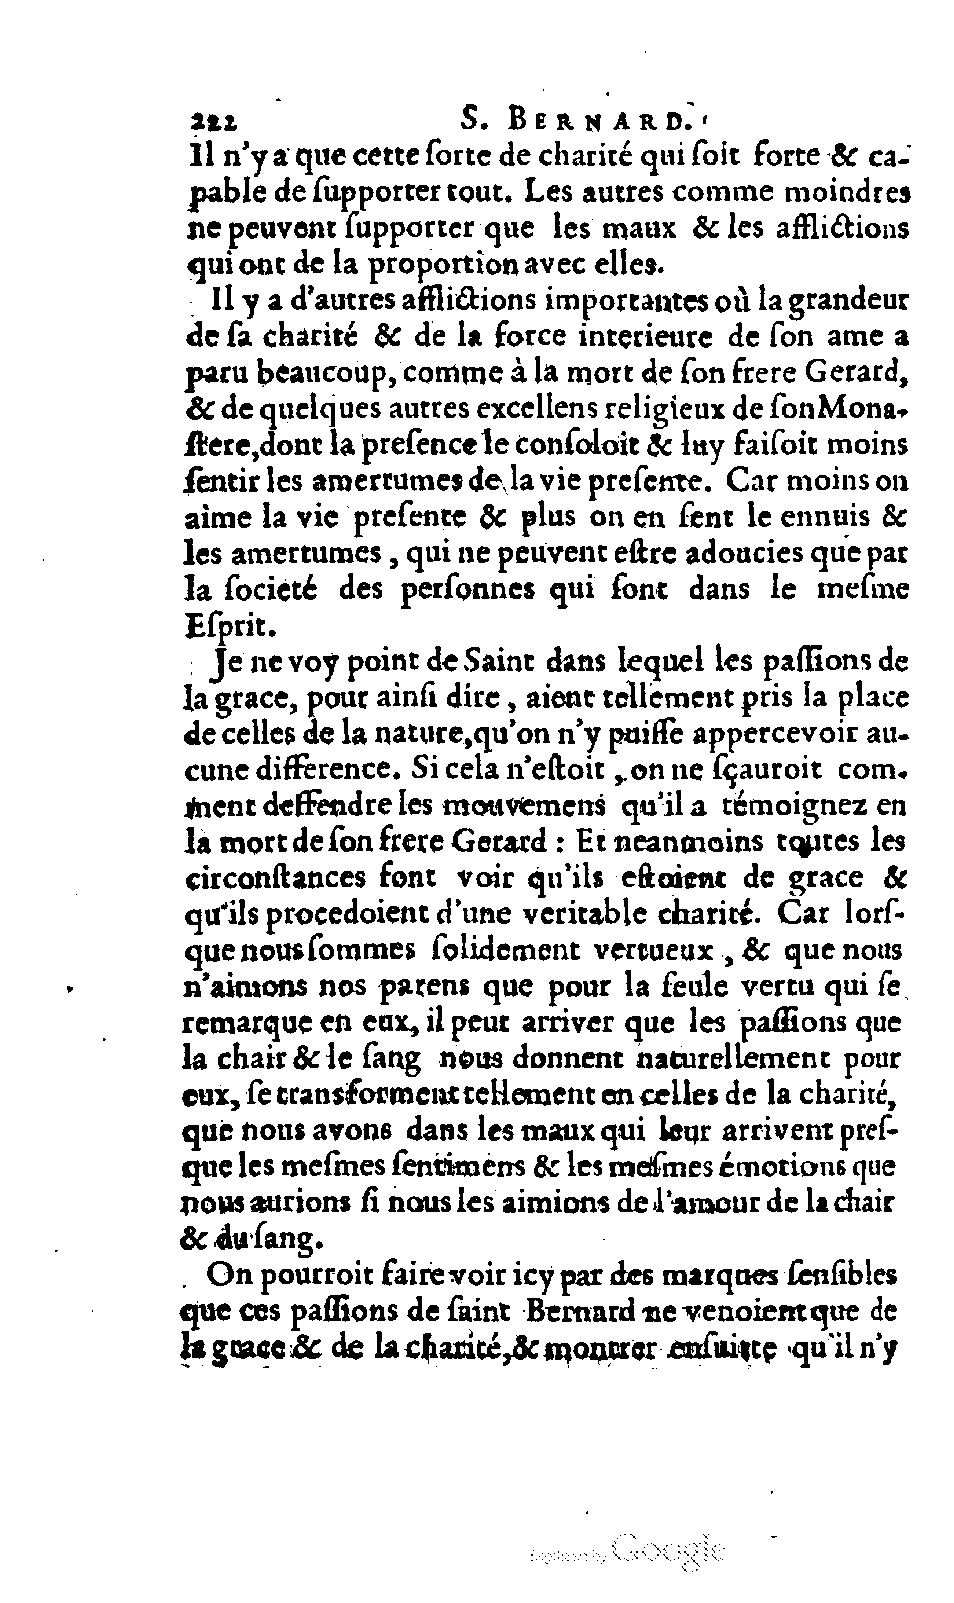 222 S. BERNARD.
Il n'y a que cette ſorte de charité qui ſoit forte & ca-
pable de ſupporter tout. Les autres comme moindres
ne peuvent ſupporter que les maux & les afflictions
qui ont de la proportion avec elles.
Il y a d'autres afflictions importantes où la grandeur
de ſa charité & de la force interieure de ſon ame a
paru beaucoup, comme à la mort de ſon frere Gerard,
& de quelques autres excellens religieux de ſon Mona-
ſtere, dont la preſence le conſoloit & luy faiſoit moins
ſentir les amertumes de la vie preſente. Car moins on
aime la vie preſente & plus on en ſent le ennuis &
les amertumes, qui ne peuvent eſtre adoucies que par
la ſocieté des perſonnes qui ſont dans le meſme
Eſprit.
Je ne voy point de Saint dans lequel les paſſions de
la grace, pour ainſi dire, aient tellement pris la place
de celles de la nature, qu'on n'y puiſſe appercevoir au-
cune difference. Si cela n'eſtoit, on ne ſçauroit com-
ment deffendre les mouvemens qu'il a témoignez en
la mort de ſon frere Gerard : Et neanmoins toutes les
circonſtances font voir qu'ils eſtoient de grace &
qu'ils procedoient d'une veritable charité. Car lorſ-
que nous ſommes ſolidement vertueux, & que nous
n'aimons nos parens que pour la ſeule vertu qui ſe
remarque en eux, il peut arriver que les paſſions que
la chair & le ſang nous donnent naturellement pour
eux, ſe transforment tellement en celles de la charité,
que nous avons dans les maux qui leur arrivent preſ-
que les meſmes ſentimens & les meſmes émotions que
nous aurions ſi nous les aimions de l'amour de la chair
& du ſang.
On pourroit faire voir icy par des marques ſenſibles
que ces paſſions de ſaint Bernard ne venoient que de
la grace & de la charité, & montrer enſuitte qu'il n'y
Digitized by Google